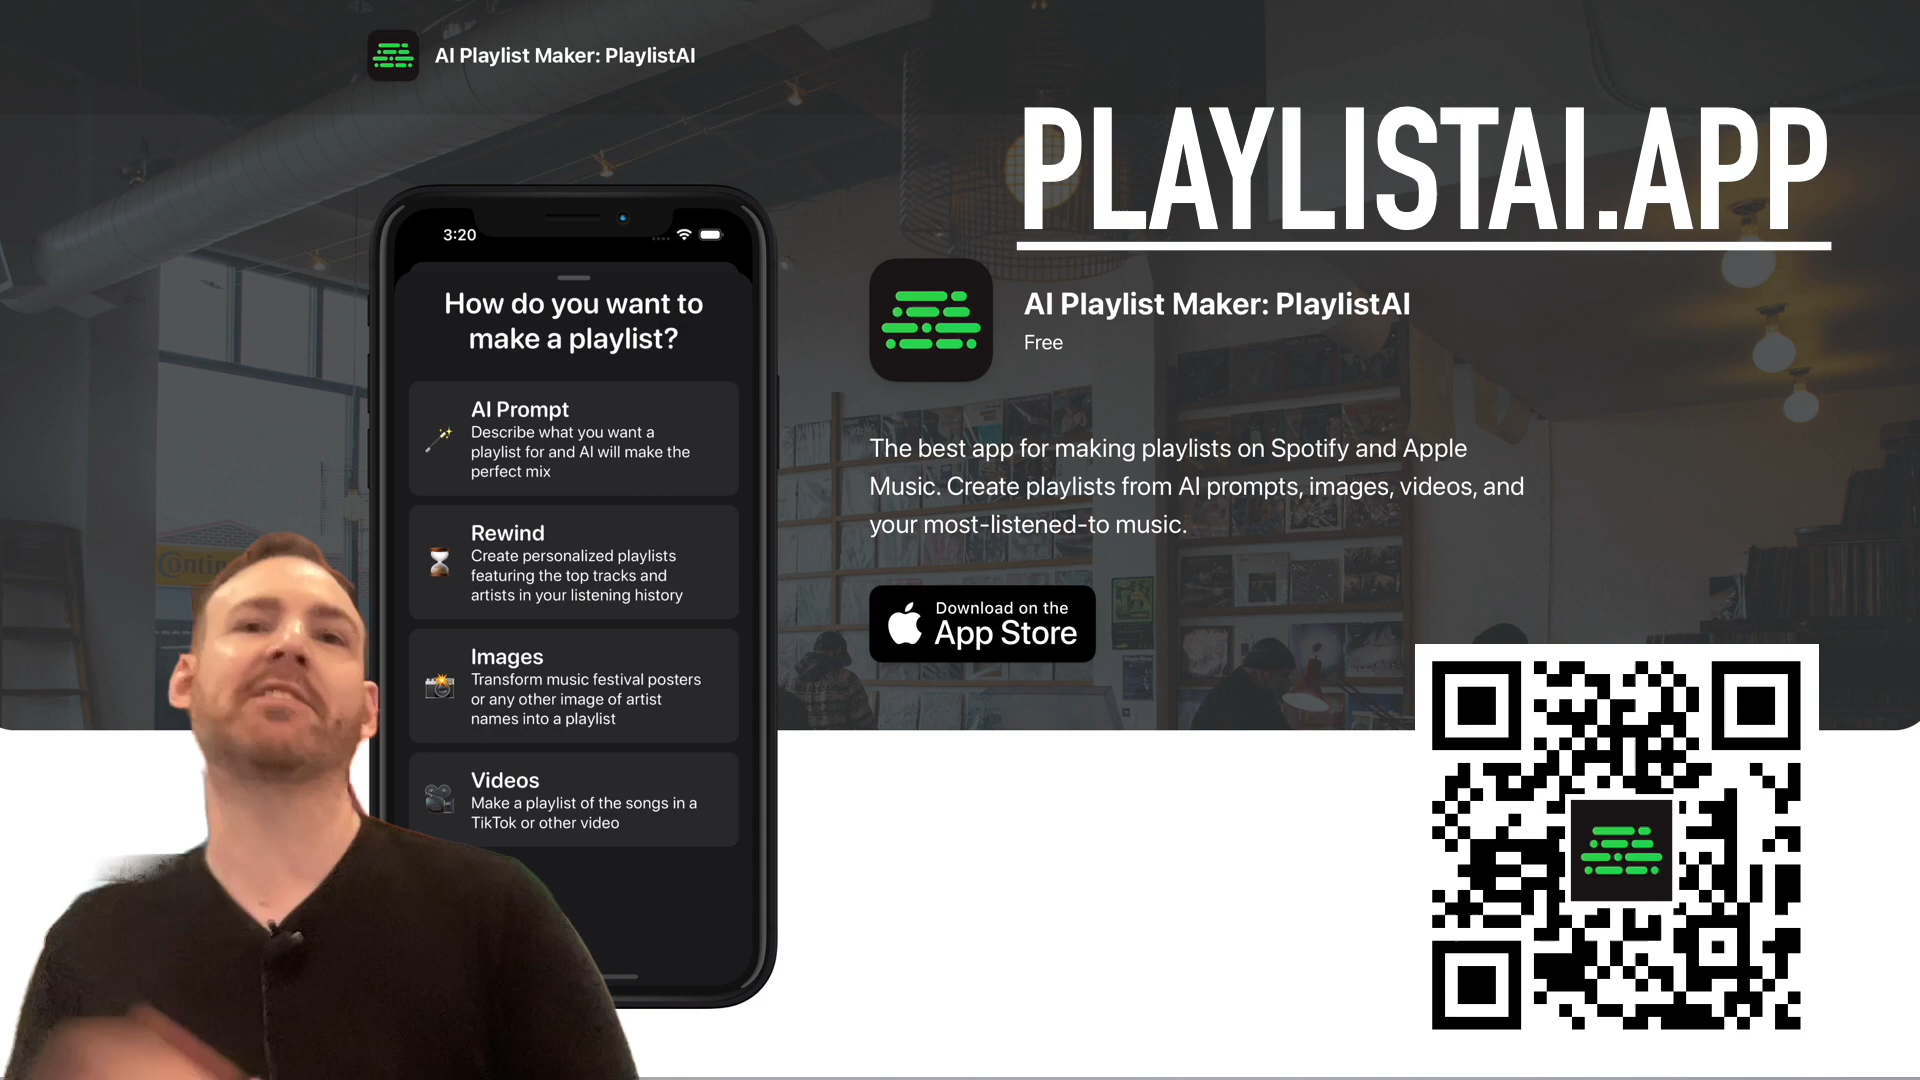 AI Playlist Maker: PlaylistAI
PLAYLISTAI.APP
3:20
How do you want to
make a playlist?
AI Prompt
Describe what you want a
playlist for and AI will make the
perfect mix
Rewind
Create personalized playlists
featuring the top tracks and
artists in your listening history
Images
Transform music festival posters
or any other image of artist
names into a playlist
Videos
Make a playlist of the songs in a
TikTok or other video
AI Playlist Maker: PlaylistAI
Free
The best app for making playlists on Spotify and Apple
Music. Create playlists from AI prompts, images, videos, and
your most-listened-to music.
Download on the
App Store